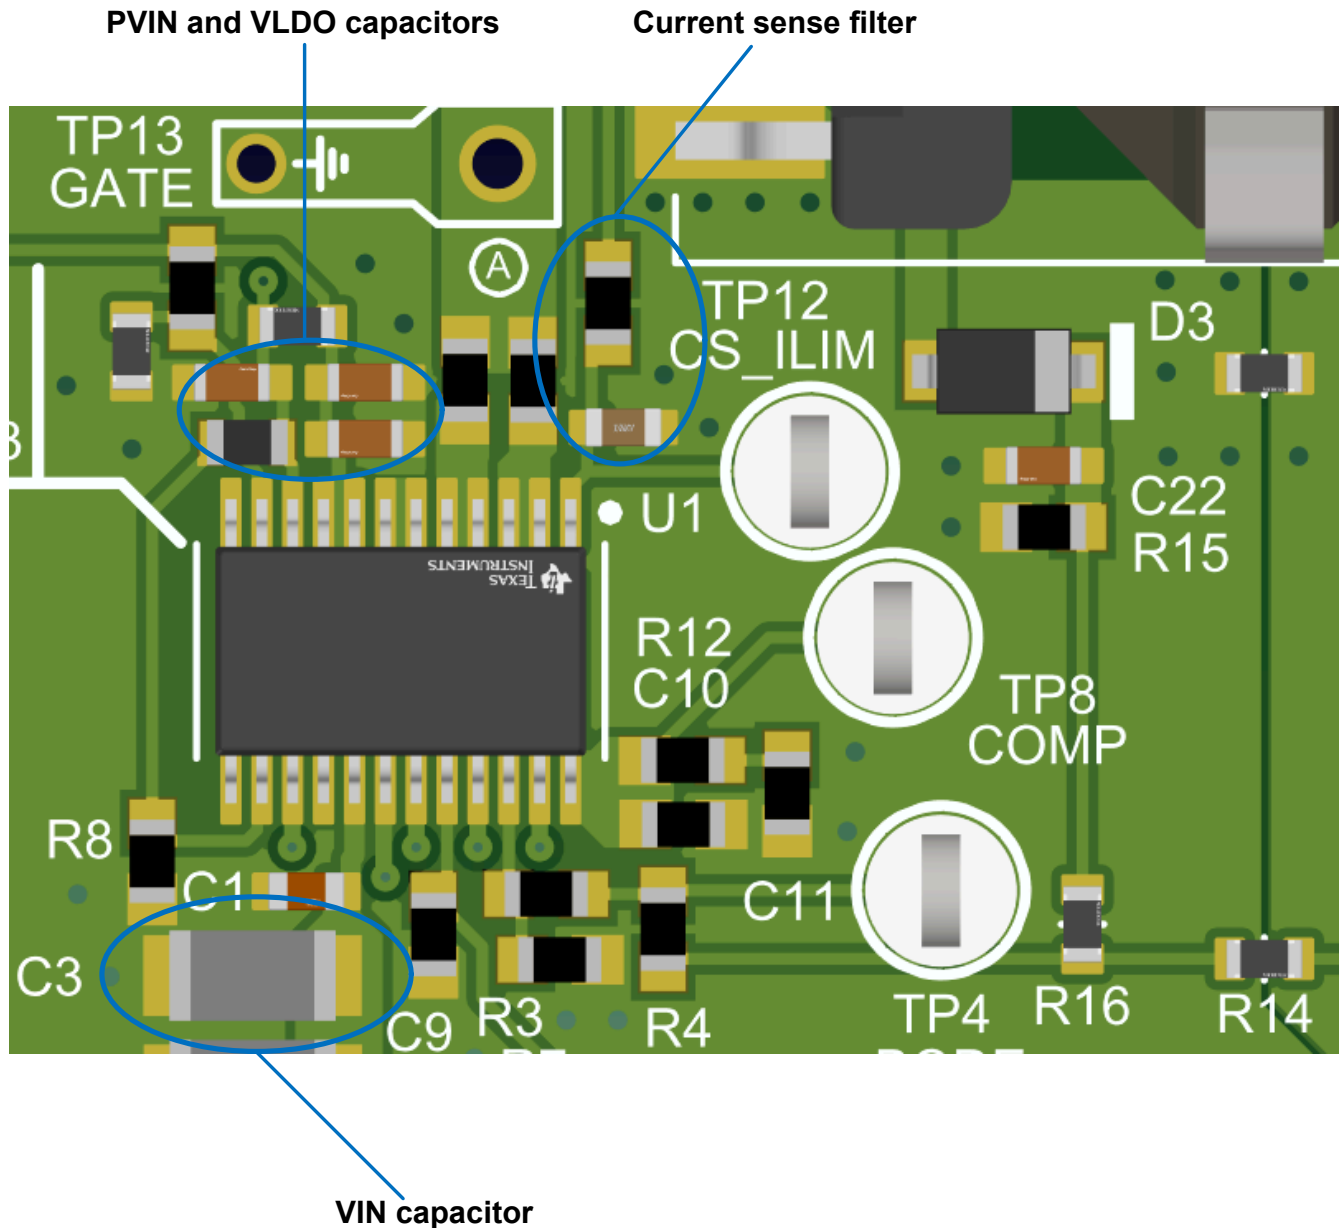 PVIN and VLDO capacitors
Current sense filter
TP13
GATE
A
TP12
CS_ILIM
D3
U1
C22
R15
TEXAS
INSTRUMENTS
R12
C10
TP8
COMP
R8
C1
C11
C3
C9
R3
R4
TP4
R16
R14
VIN capacitor